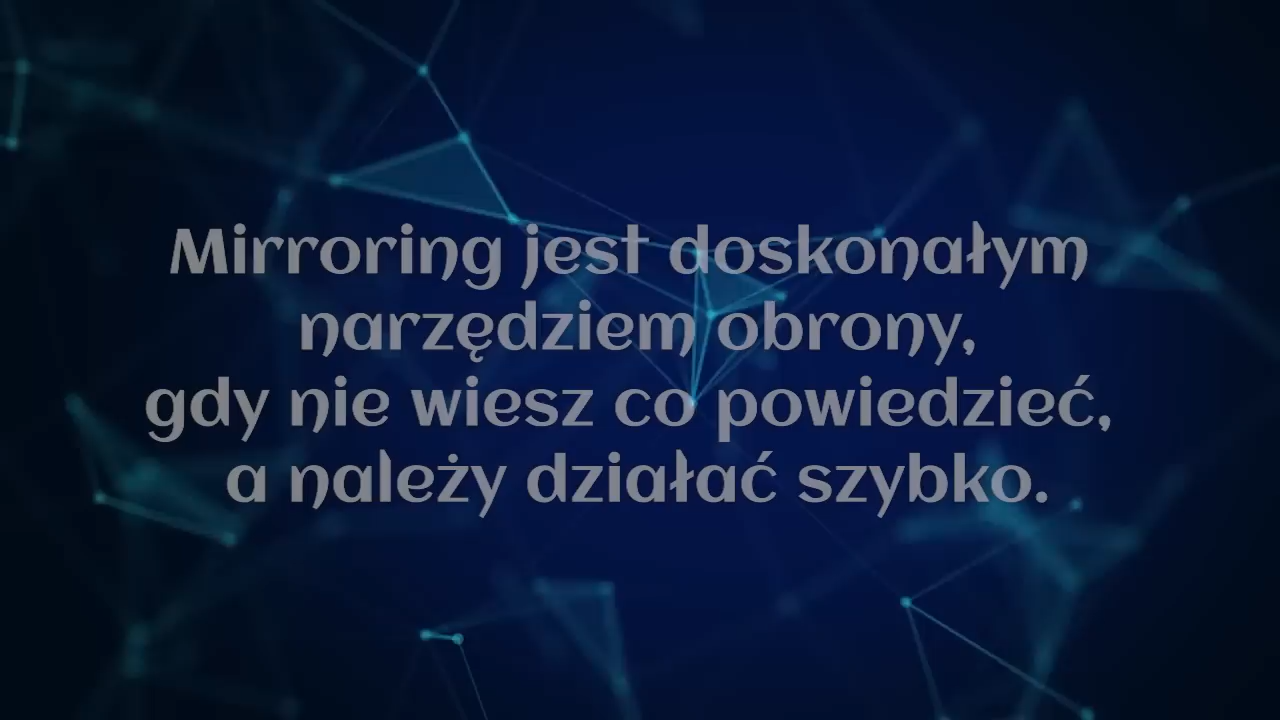 Mirroring jest doskonałym
narzędziem obrony,
gdy nie wiesz co powiedzieć,
a należy działać szybko.